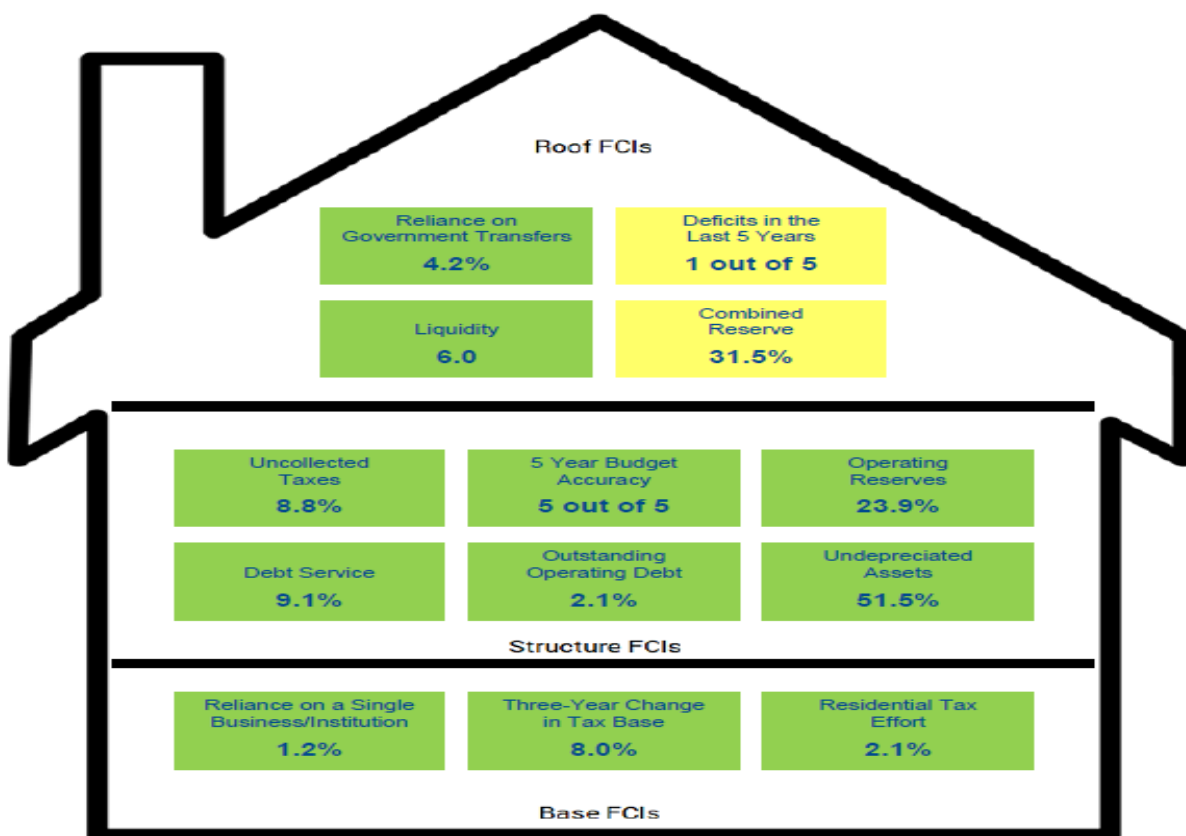 Roof FCIs
Reliance on
Government Transfers
4.2%
Deficits in the
Last 5 Years
1 out of 5
Liquidity
6.0
Combined
Reserve
31.5%
Uncollected
Taxes
8.8%
5 Year Budget
Accuracy
5 out of 5
Operating
Reserves
23.9%
Debt Service
9.1%
Outstanding
Operating Debt
2.1%
Undepreciated
Assets
51.5%
Structure FCIs
Reliance on a Single
Business/Institution
1.2%
Three-Year Change
in Tax Base
8.0%
Residential Tax
Effort
2.1%
Base FCIs